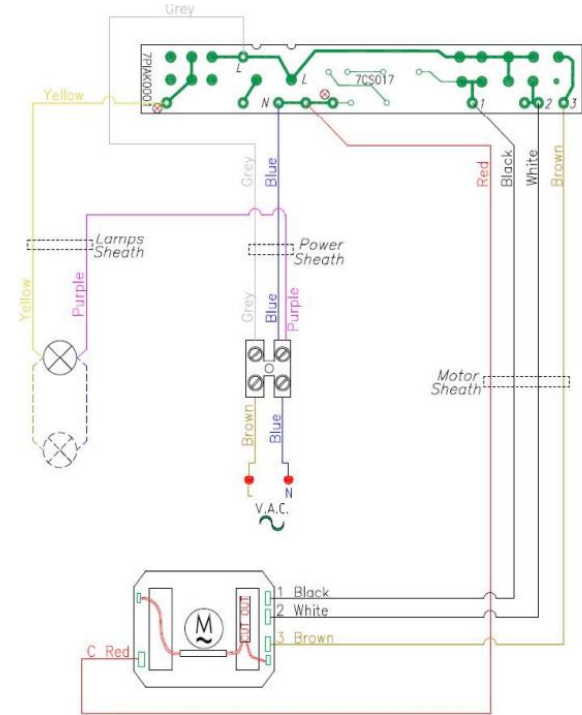 Grey
7PIAK0001
L
L
7CS017
N
1
2
3
Yellow
Grey
Blue
Red
Black
White
Brown
Lamps
Sheath
Power
Sheath
Yellow
Purple
Grey
Blue
Purple
Motor
Sheath
Brown
Blue
L
N
V.A.C.
M
CUT OUT
1 Black
2 White
3 Brown
C Red